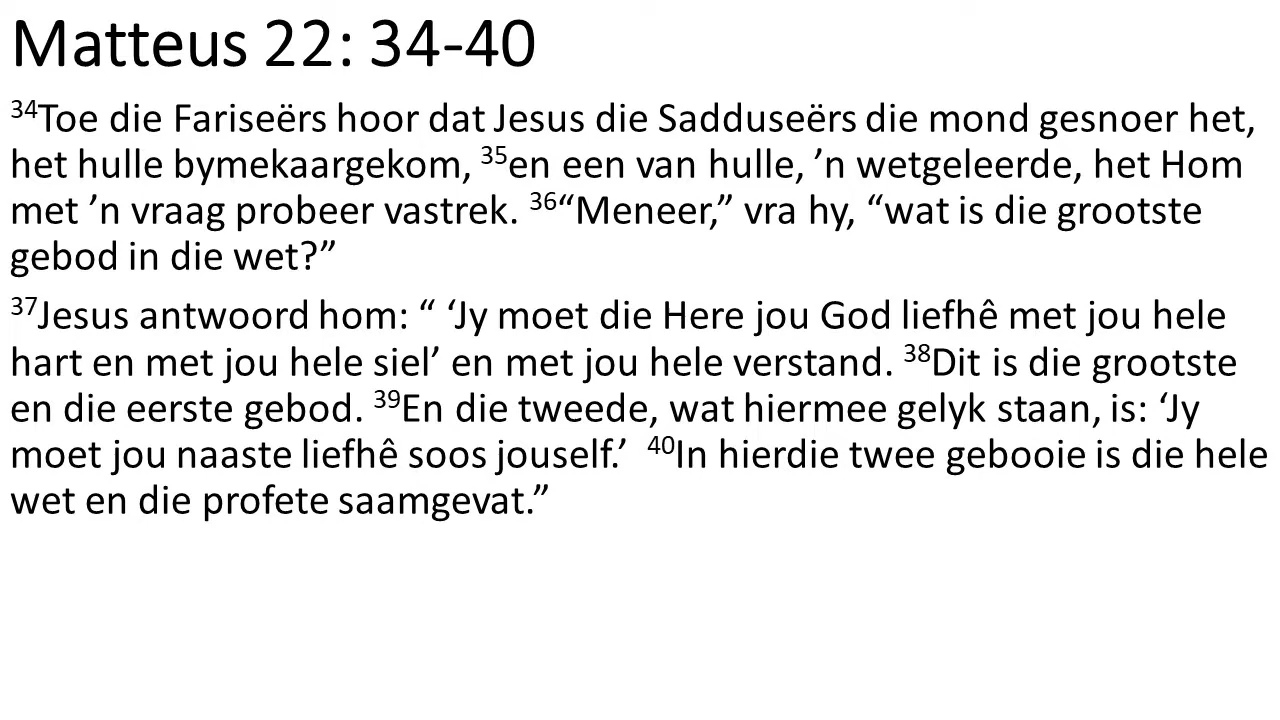 Matteus 22: 34-40
³⁴Toe die Fariseërs hoor dat Jesus die Sadduseërs die mond gesnoer het,
het hulle bymekaargekom, ³⁵en een van hulle, ’n wetgeleerde, het Hom
met ’n vraag probeer vastrek. ³⁶“Meneer,” vra hy, “wat is die grootste
gebod in die wet?”
³⁷Jesus antwoord hom: “ ‘Jy moet die Here jou God liefhê met jou hele
hart en met jou hele siel’ en met jou hele verstand. ³⁸Dit is die grootste
en die eerste gebod. ³⁹En die tweede, wat hiermee gelyk staan, is: ‘Jy
moet jou naaste liefhê soos jouself.’ ⁴⁰In hierdie twee gebooie is die hele
wet en die profete saamgevat.”